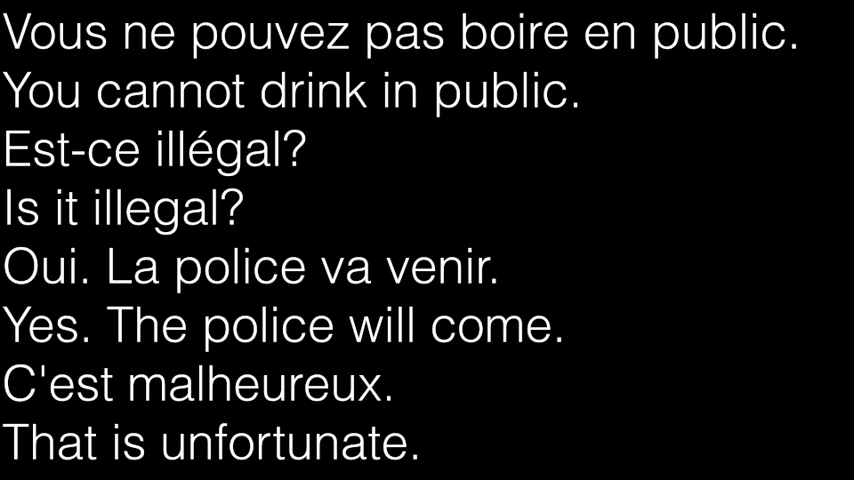 Vous ne pouvez pas boire en public.
You cannot drink in public.
Est-ce illégal?
Is it illegal?
Oui. La police va venir.
Yes. The police will come.
C'est malheureux.
That is unfortunate.